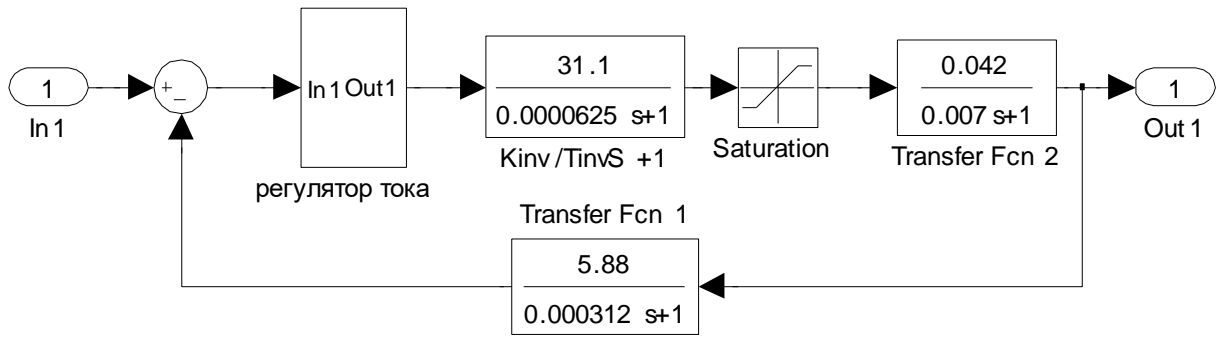 1
In1
+
−
In1 Out1
регулятор тока
31.1
0.0000625 s+1
Kinv/TinvS +1
Saturation
0.042
0.007 s+1
Transfer Fcn 2
1
Out1
Transfer Fcn 1
5.88
0.000312 s+1